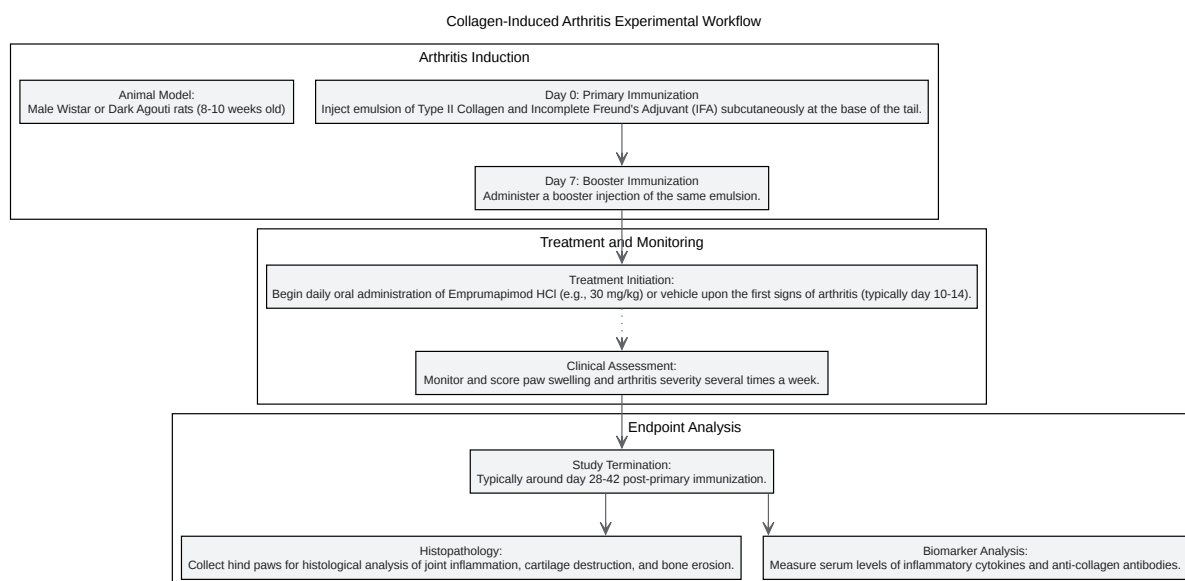 Collagen-Induced Arthritis Experimental Workflow
Arthritis Induction
Animal Model:
Male Wistar or Dark Agouti rats (8-10 weeks old)
Day 0: Primary Immunization
Inject emulsion of Type II Collagen and Incomplete Freund's Adjuvant (IFA) subcutaneously at the base of the tail.
Day 7: Booster Immunization
Administer a booster injection of the same emulsion.
Treatment and Monitoring
Treatment Initiation:
Begin daily oral administration of Emprumapimod HCl (e.g., 30 mg/kg) or vehicle upon the first signs of arthritis (typically day 10-14).
Clinical Assessment:
Monitor and score paw swelling and arthritis severity several times a week.
Endpoint Analysis
Study Termination:
Typically around day 28-42 post-primary immunization.
Histopathology:
Collect hind paws for histological analysis of joint inflammation, cartilage destruction, and bone erosion.
Biomarker Analysis:
Measure serum levels of inflammatory cytokines and anti-collagen antibodies.